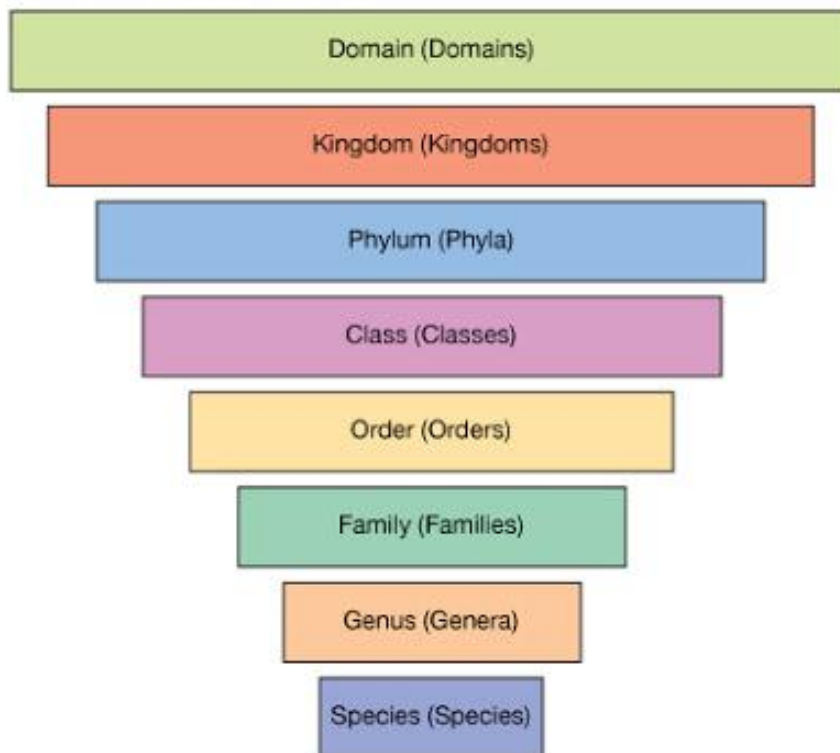 Domain (Domains)
Kingdom (Kingdoms)
Phylum (Phyla)
Class (Classes)
Order (Orders)
Family (Families)
Genus (Genera)
Species (Species)